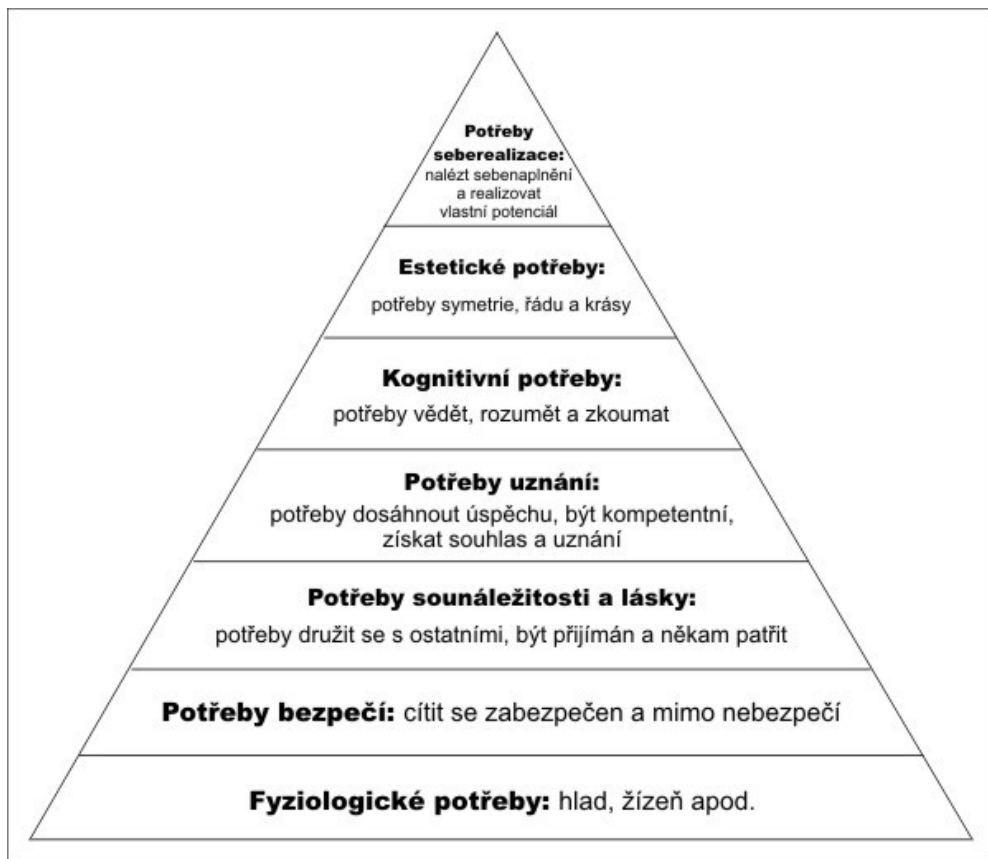 Potřeby
seberealizace:
nalézt sebenaplnění
a realizovat
vlastní potenciál
Estetické potřeby:
potřeby symetrie, řádu a krásy
Kognitivní potřeby:
potřeby vědět, rozumět a zkoumat
Potřeby uznání:
potřeby dosáhnout úspěchu, být kompetentní,
získat souhlas a uznání
Potřeby sounáležitosti a lásky:
potřeby družit se s ostatními, být přijímán a někam patřit
Potřeby bezpečí: cítit se zabezpečen a mimo nebezpečí
Fyziologické potřeby: hlad, žízeň apod.